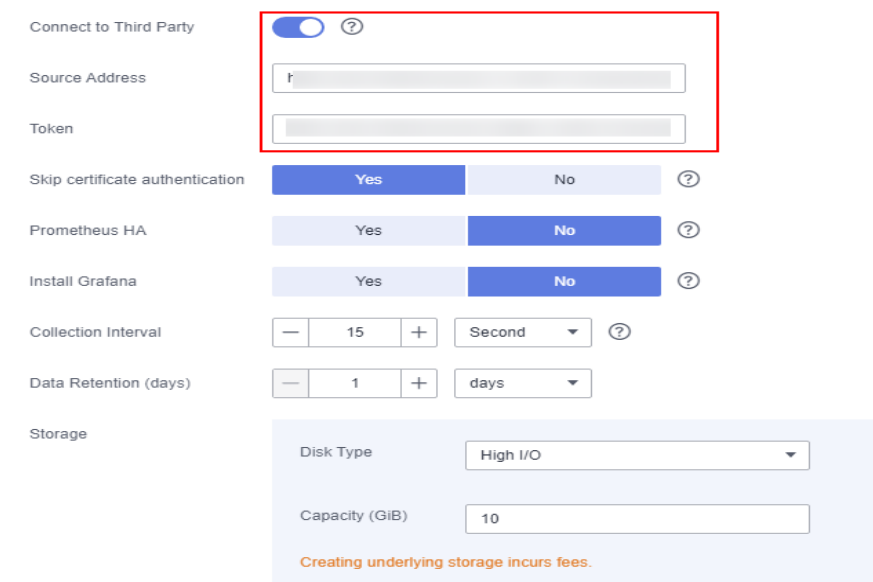 Connect to Third Party ?
Source Address
Token
Skip certificate authentication Yes No ?
Prometheus HA Yes No ?
Install Grafana Yes No ?
Collection Interval — 15 + Second ?
Data Retention (days) — 1 + days
Storage
Disk Type High I/O
Capacity (GiB) 10
Creating underlying storage incurs fees.